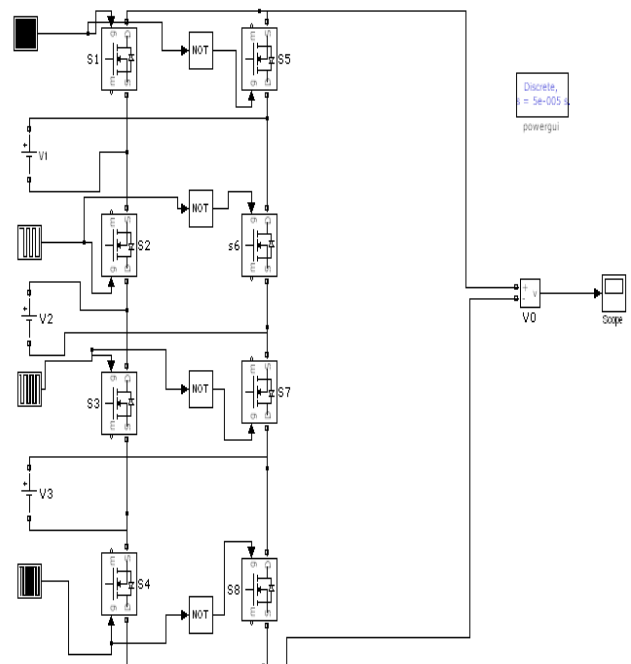 S1
NOT
S5
Discrete,
s = 5e-005 s.
powergui
V1
NOT
S2
s6
V2
V0
Scope
S3
NOT
S7
V3
S4
NOT
S8